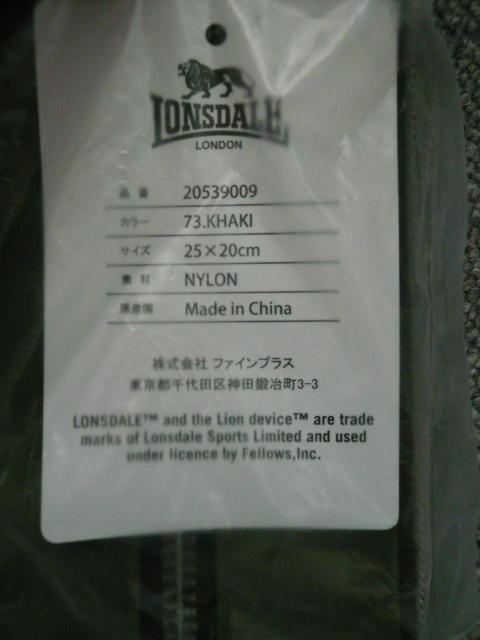 LONSDALE
LONDON
品 番 20539009
カラー 73.KHAKI
サイズ 25×20cm
素 材 NYLON
原産国 Made in China
株式会社 ファインプラス
東京都千代田区神田鍛冶町3-3
LONSDALE™ and the Lion device™ are trade
marks of Lonsdale Sports Limited and used
under licence by Fellows,Inc.